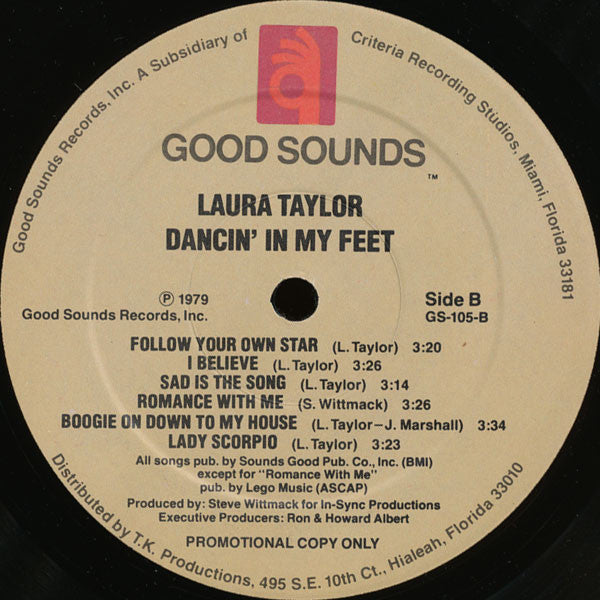 Good Sounds Records, Inc. A Subsidiary of Criteria Recording Studios, Miami, Florida 33181
GOOD SOUNDS
™
LAURA TAYLOR
DANCIN' IN MY FEET
℗ 1979
Good Sounds Records, Inc.
Side B
GS-105-B
FOLLOW YOUR OWN STAR (L. Taylor) 3:20
I BELIEVE (L. Taylor) 3:26
SAD IS THE SONG (L. Taylor) 3:14
ROMANCE WITH ME (S. Wittmack) 3:26
BOOGIE ON DOWN TO MY HOUSE (L. Taylor–J. Marshall) 3:34
LADY SCORPIO (L. Taylor) 3:23
All songs pub. by Sounds Good Pub. Co., Inc. (BMI)
except for "Romance With Me"
pub. by Lego Music (ASCAP)
Produced by: Steve Wittmack for In-Sync Productions
Executive Producers: Ron & Howard Albert
PROMOTIONAL COPY ONLY
Distributed by T.K. Productions, 495 S.E. 10th Ct., Hialeah, Florida 33010